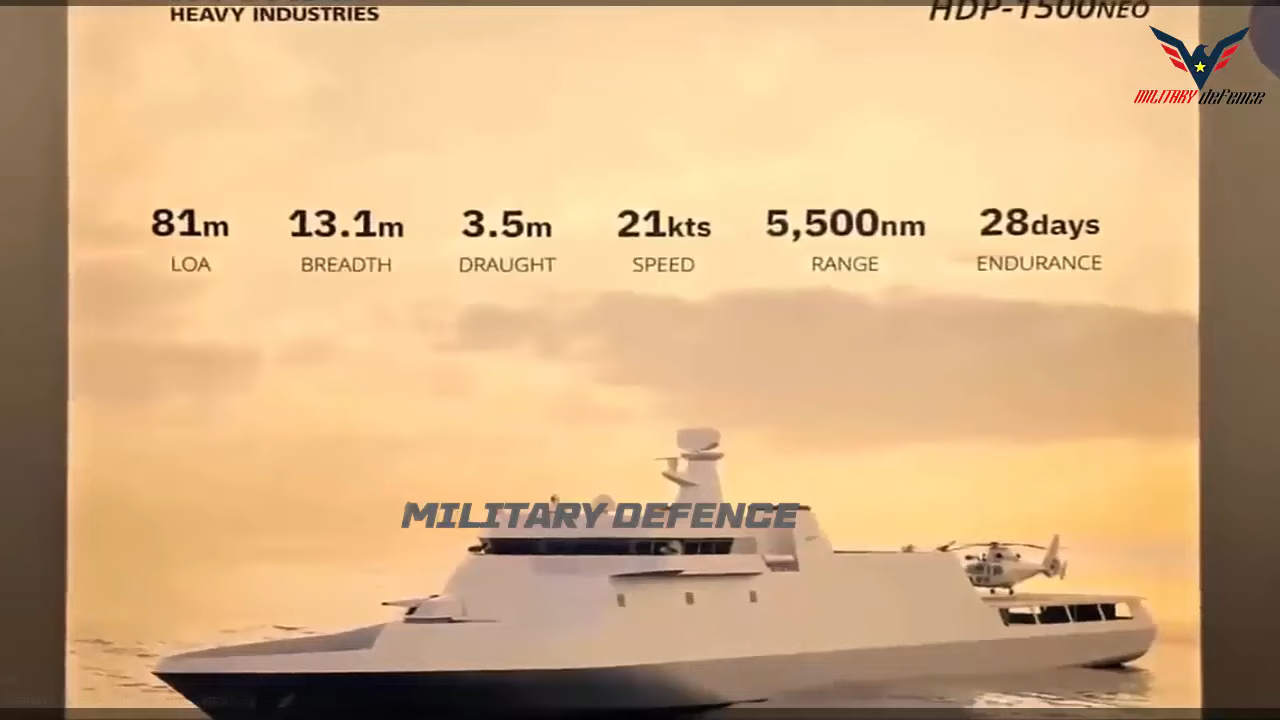 HEAVY INDUSTRIES
HDP-1500NEO
MILITARY defence
81m
13.1m
3.5m
21kts
5,500nm
28days
LOA
BREADTH
DRAUGHT
SPEED
RANGE
ENDURANCE
MILITARY DEFENCE